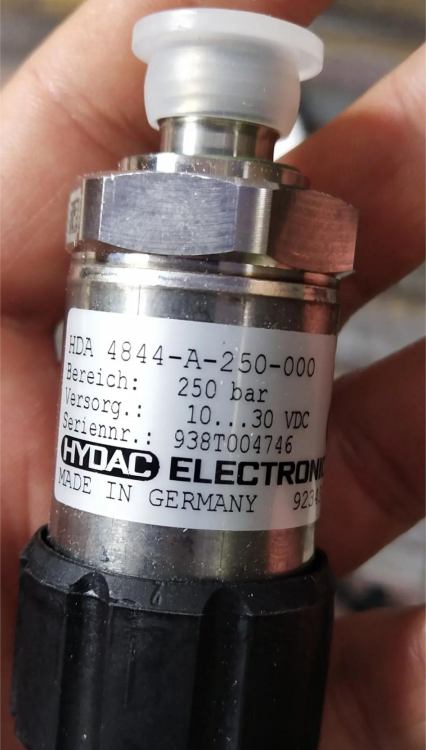 HDA 4844-A-250-000
Bereich: 250 bar
Versorg.: 10...30 VDC
Seriennr.: 938T004746
HYDAC ELECTRONIC
MADE IN GERMANY